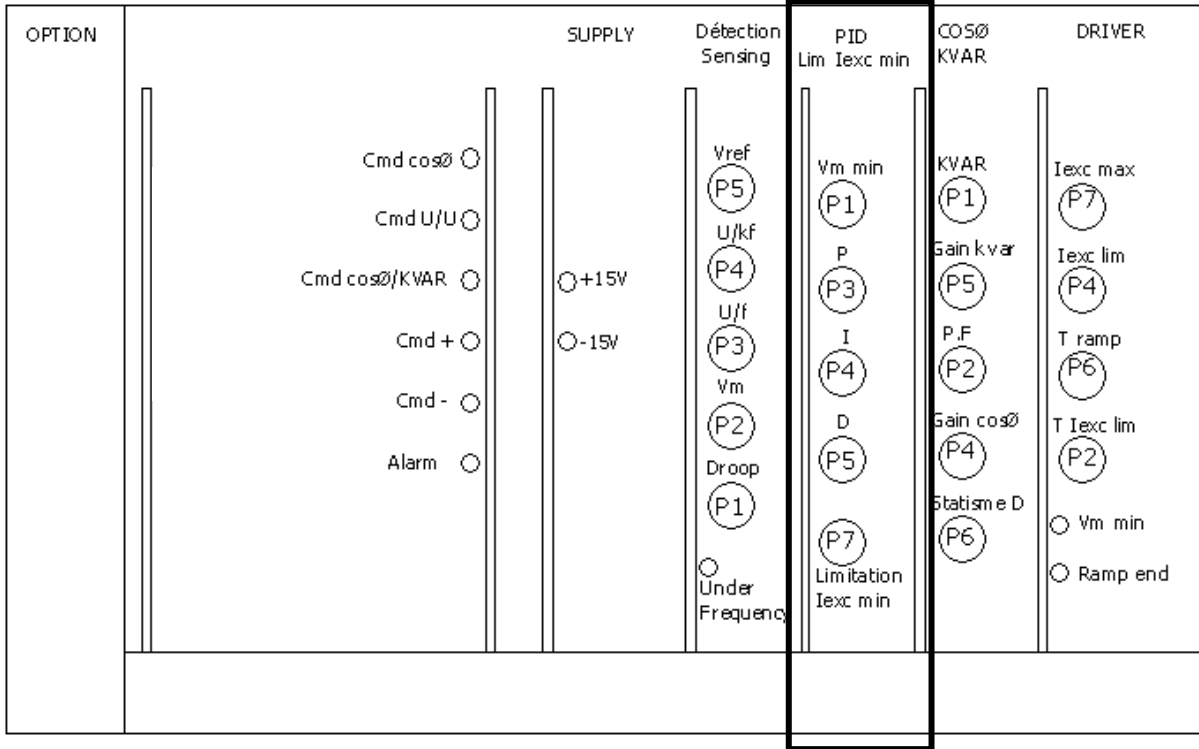 OPTION
Cmd cosØ
Cmd U/U
Cmd cosØ/KVAR
Cmd +
Cmd -
Alarm
SUPPLY
+15V
-15V
Détection
Sensing
Vref
P5
U/kf
P4
U/f
P3
Vm
P2
Droop
P1
Under
Frequency
PID
Lim Iexc min
Vm min
P1
P
P3
I
P4
D
P5
P7
Limitation
Iexc min
COSØ
KVAR
KVAR
P1
Gain kvar
P5
P.F
P2
Gain cosØ
P4
Statisme D
P6
DRIVER
Iexc max
P7
Iexc lim
P4
T ramp
P6
T Iexc lim
P2
Vm min
Ramp end